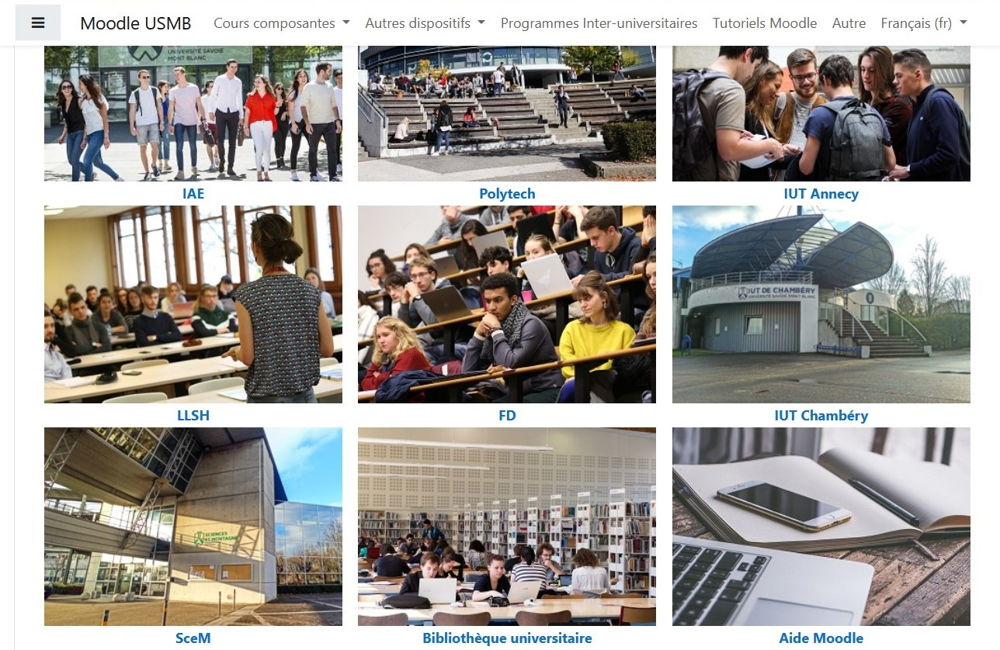 Moodle USMB Cours composantes Autres dispositifs Programmes Inter-universitaires Tutoriels Moodle Autre Français (fr)
UNIVERSITÉ SAVOIE
MONT BLANC
IAE
Polytech
IUT Annecy
IUT DE CHAMBÉRY
UNIVERSITÉ SAVOIE MONT BLANC
LLSH
FD
IUT Chambéry
SCIENCES
ET MONTAGNE
SceM
Bibliothèque universitaire
Aide Moodle